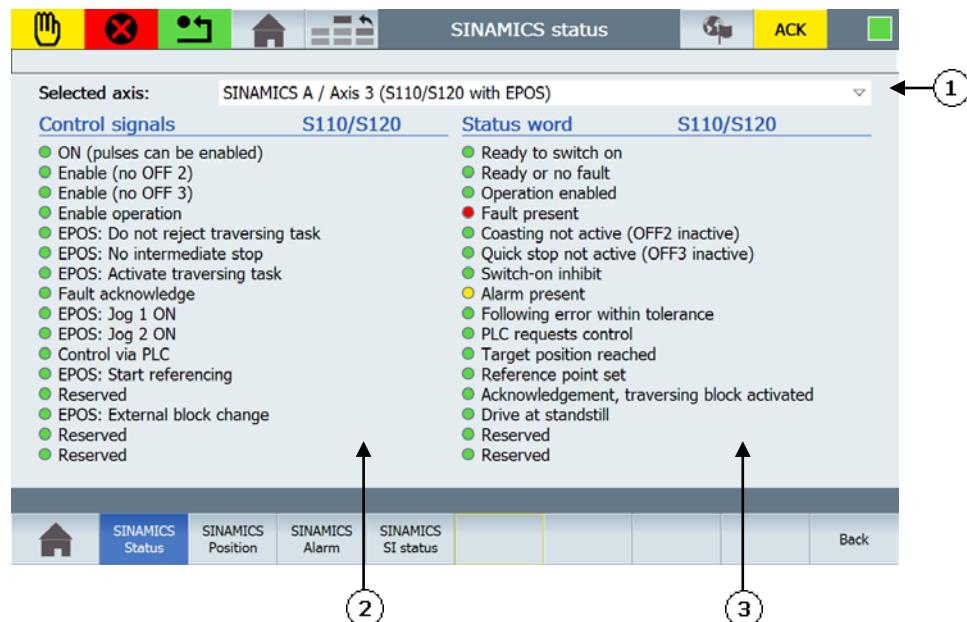 SINAMICS status
ACK
Selected axis: SINAMICS A / Axis 3 (S110/S120 with EPOS)
1
Control signals S110/S120
ON (pulses can be enabled)
Enable (no OFF 2)
Enable (no OFF 3)
Enable operation
EPOS: Do not reject traversing task
EPOS: No intermediate stop
EPOS: Activate traversing task
Fault acknowledge
EPOS: Jog 1 ON
EPOS: Jog 2 ON
Control via PLC
EPOS: Start referencing
Reserved
EPOS: External block change
Reserved
Reserved
Status word S110/S120
Ready to switch on
Ready or no fault
Operation enabled
Fault present
Coasting not active (OFF2 inactive)
Quick stop not active (OFF3 inactive)
Switch-on inhibit
Alarm present
Following error within tolerance
PLC requests control
Target position reached
Reference point set
Acknowledgement, traversing block activated
Drive at standstill
Reserved
Reserved
SINAMICS
Status
SINAMICS
Position
SINAMICS
Alarm
SINAMICS
SI status
Back
2
3